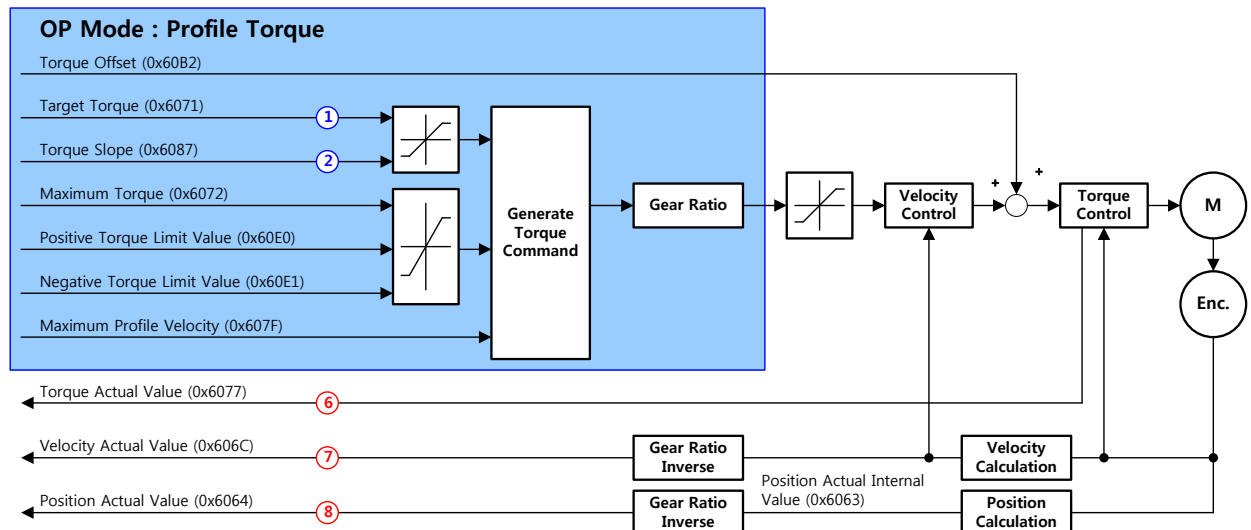 OP Mode : Profile Torque
Torque Offset (0x60B2)
Target Torque (0x6071)
1
Torque Slope (0x6087)
2
Maximum Torque (0x6072)
Positive Torque Limit Value (0x60E0)
Negative Torque Limit Value (0x60E1)
Maximum Profile Velocity (0x607F)
Generate
Torque
Command
Gear Ratio
Velocity
Control
+
+
Torque
Control
M
Enc.
Torque Actual Value (0x6077)
6
Velocity Actual Value (0x606C)
7
Gear Ratio
Inverse
Velocity
Calculation
Position Actual Value (0x6064)
8
Gear Ratio
Inverse
Position Actual Internal
Value (0x6063)
Position
Calculation